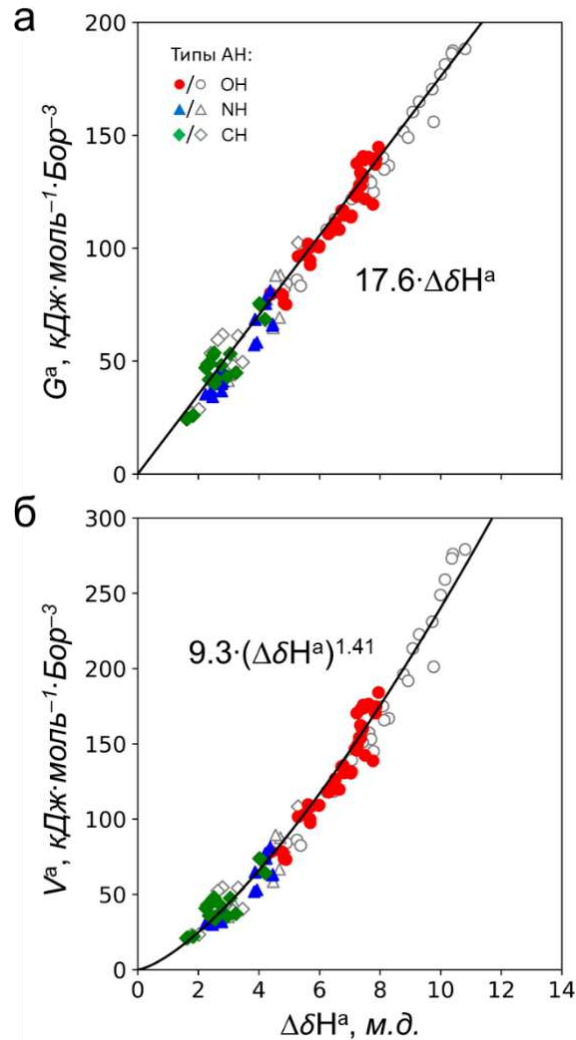 а
200
150
100
50
0
Gᵃ, кДж·моль⁻¹·Бор⁻³
Типы AH:
/ OH
/ NH
/ CH
17.6·ΔδHᵃ
б
300
250
200
150
100
50
0
Vᵃ, кДж·моль⁻¹·Бор⁻³
9.3·(ΔδHᵃ)¹·⁴¹
0 2 4 6 8 10 12 14
ΔδHᵃ, м.д.